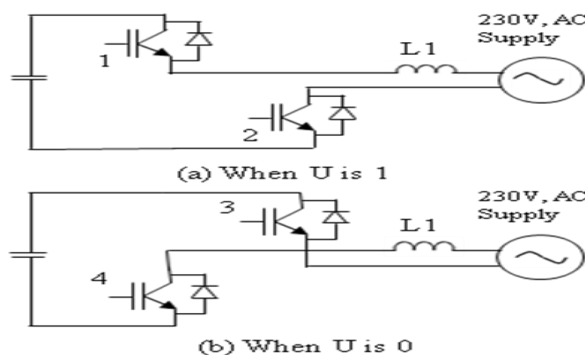 230V, AC
Supply
L1
1
2
(a) When U is 1
230V, AC
Supply
L1
3
4
(b) When U is 0